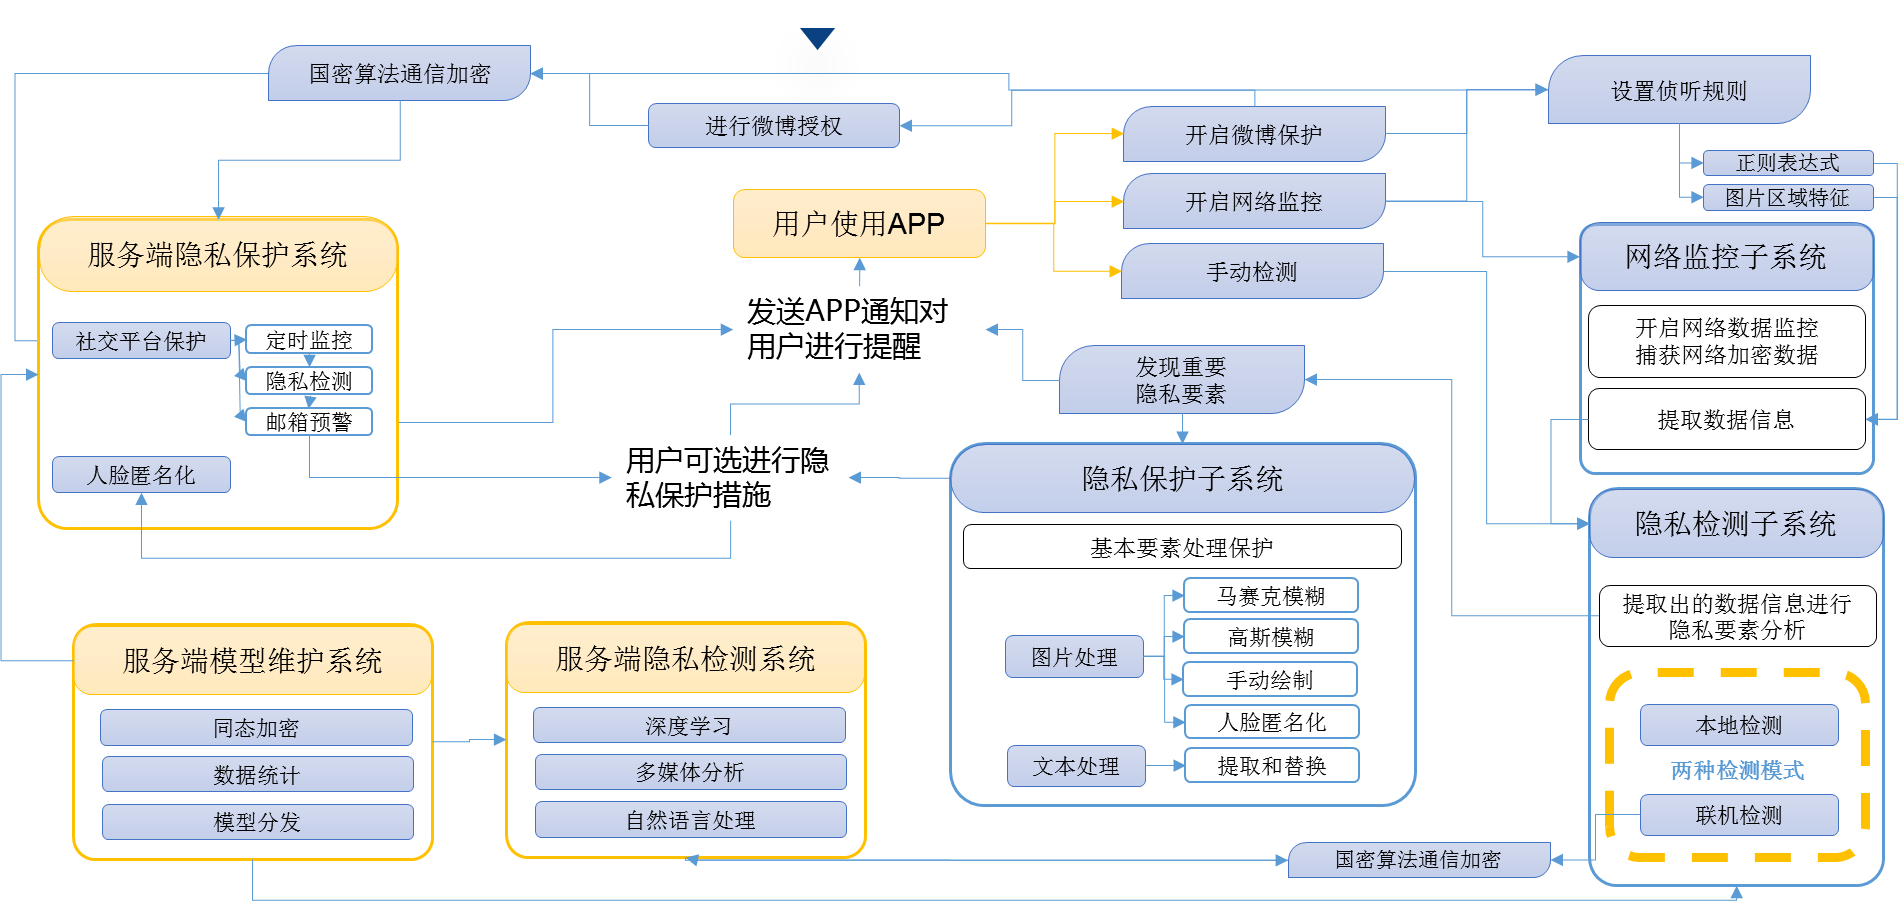 国密算法通信加密
进行微博授权
设置侦听规则
正则表达式
图片区域特征
开启微博保护
开启网络监控
手动检测
用户使用APP
服务端隐私保护系统
社交平台保护
定时监控
隐私检测
邮箱预警
人脸匿名化
发送APP通知对
用户进行提醒
用户可选进行隐
私保护措施
发现重要
隐私要素
网络监控子系统
开启网络数据监控
捕获网络加密数据
提取数据信息
隐私保护子系统
基本要素处理保护
图片处理
马赛克模糊
高斯模糊
手动绘制
人脸匿名化
文本处理
提取和替换
隐私检测子系统
提取出的数据信息进行
隐私要素分析
本地检测
两种检测模式
联机检测
服务端模型维护系统
同态加密
数据统计
模型分发
服务端隐私检测系统
深度学习
多媒体分析
自然语言处理
国密算法通信加密